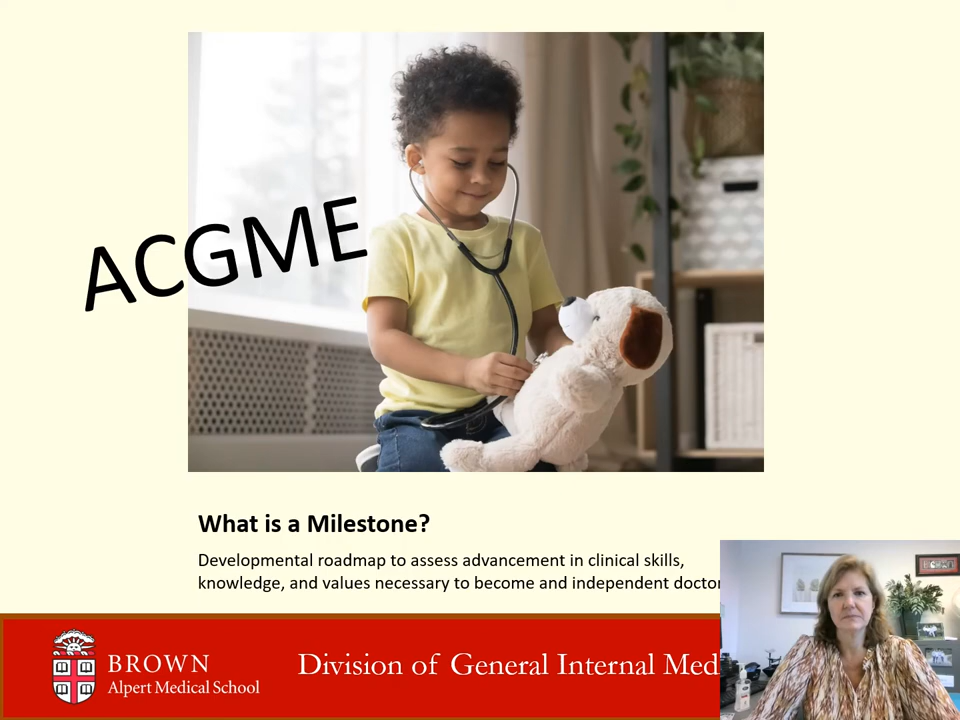 ACGME
What is a Milestone?
Developmental roadmap to assess advancement in clinical skills,
knowledge, and values necessary to become and independent doctor
BROWN
Alpert Medical School
Division of General Internal Med